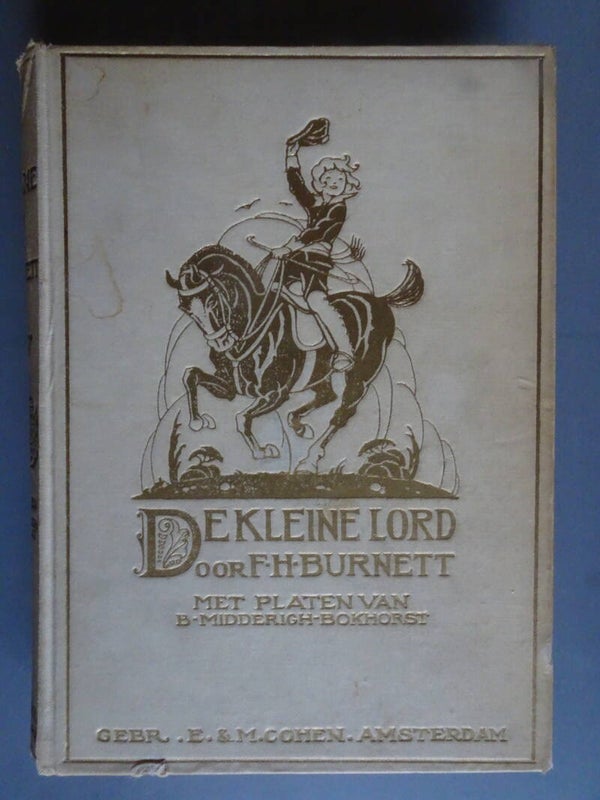 DE KLEINE LORD
DOOR F·H·BURNETT
MET PLATEN VAN
B·MIDDERIGH-BOKHORST
GEBR. E. & M. COHEN. AMSTERDAM